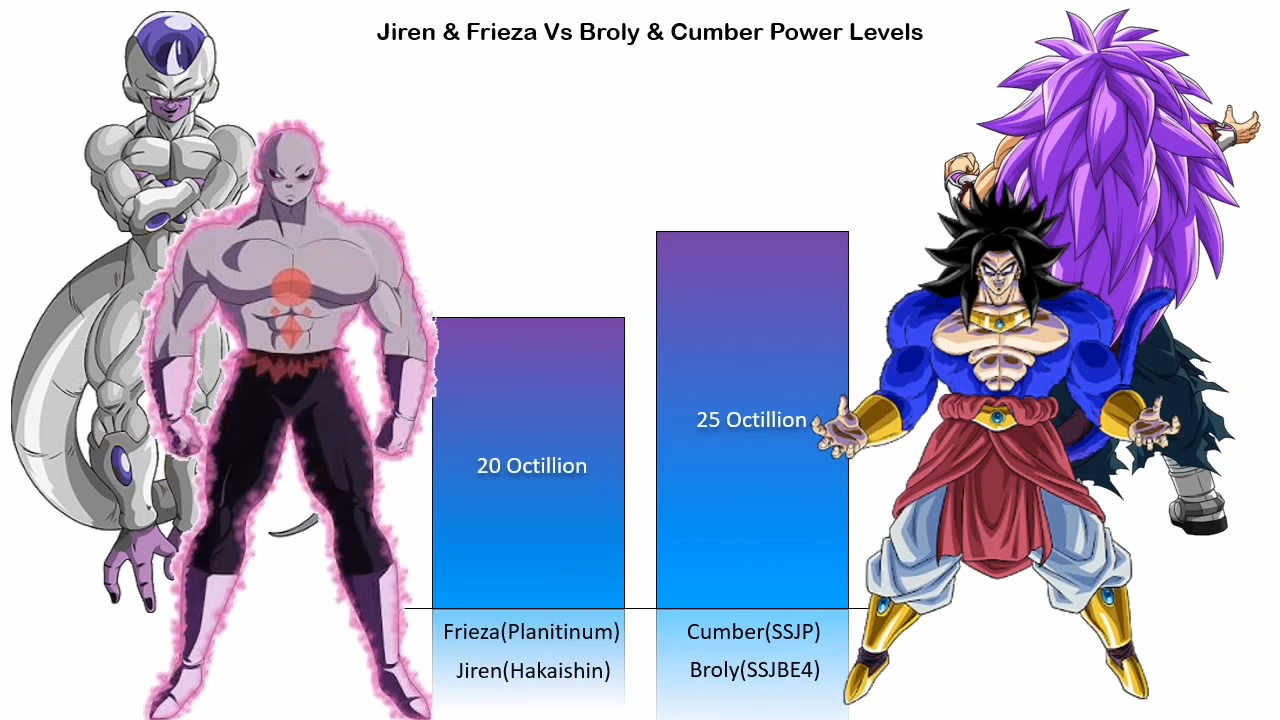 Jiren & Frieza Vs Broly & Cumber Power Levels
20 Octillion
25 Octillion
Frieza(Planitinum)
Jiren(Hakaishin)
Cumber(SSJP)
Broly(SSJBE4)